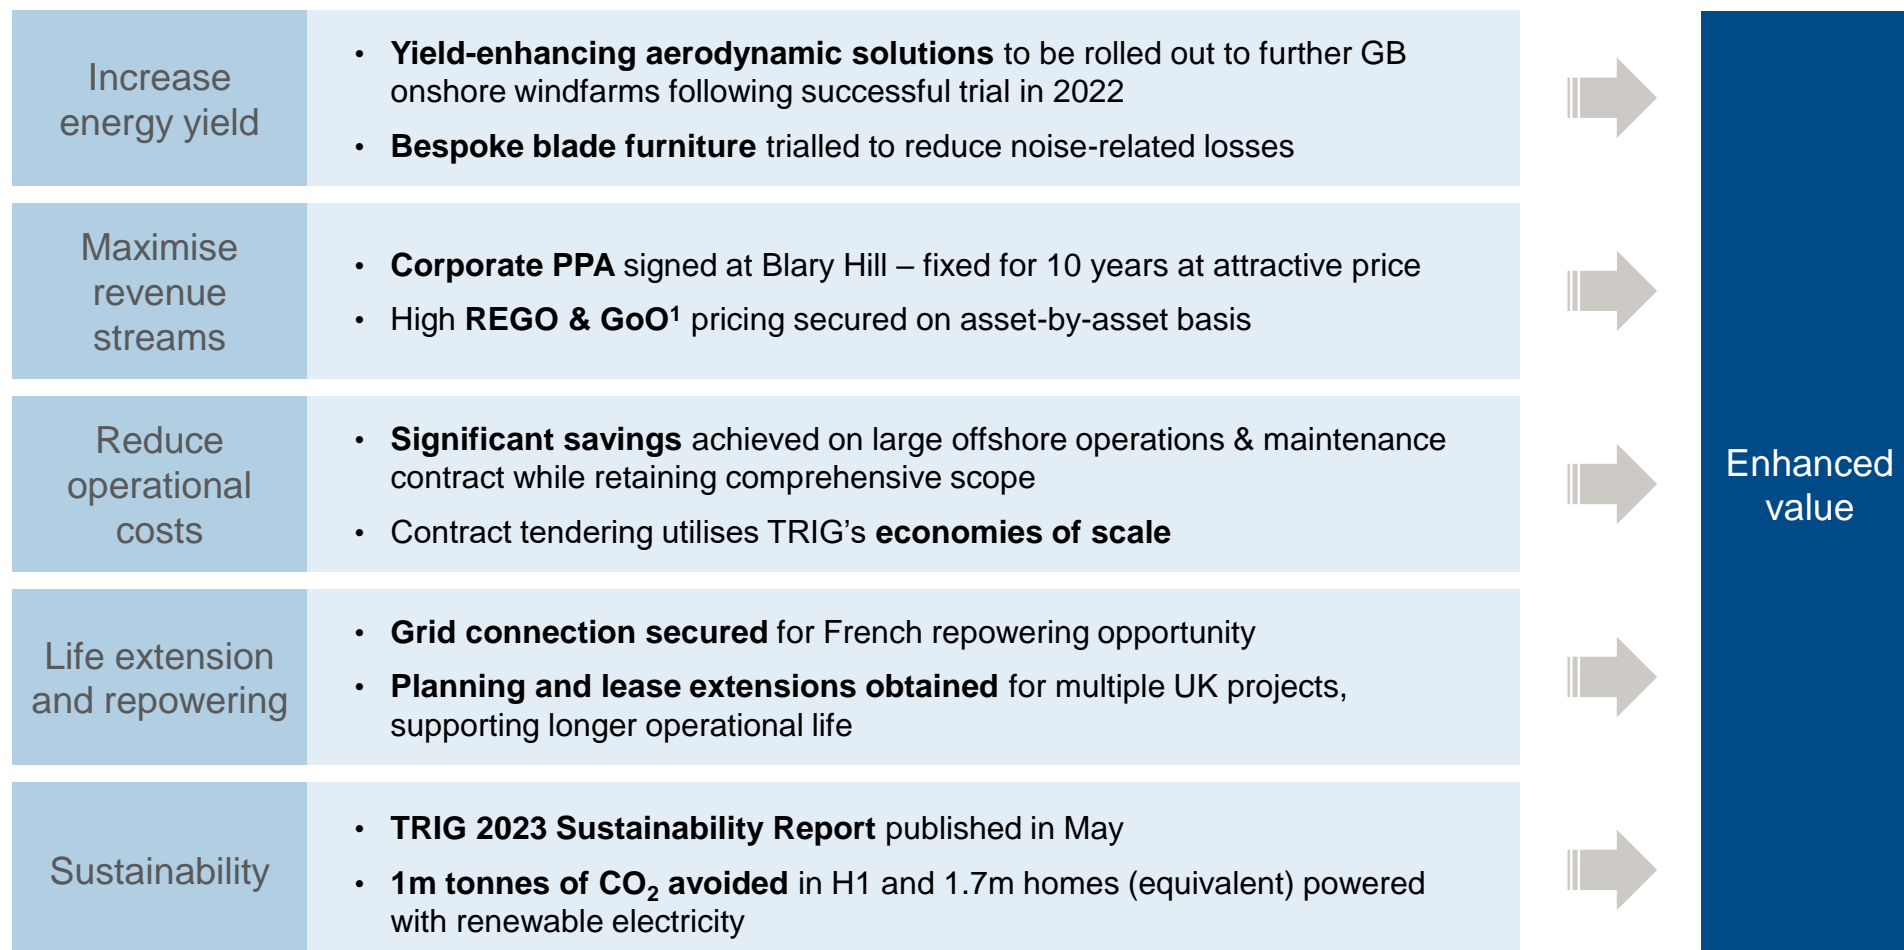 Increase
energy yield
• Yield-enhancing aerodynamic solutions to be rolled out to further GB
onshore windfarms following successful trial in 2022
• Bespoke blade furniture trialled to reduce noise-related losses
Maximise
revenue
streams
• Corporate PPA signed at Blary Hill – fixed for 10 years at attractive price
• High REGO & GoO¹ pricing secured on asset-by-asset basis
Reduce
operational
costs
• Significant savings achieved on large offshore operations & maintenance
contract while retaining comprehensive scope
• Contract tendering utilises TRIG’s economies of scale
Life extension
and repowering
• Grid connection secured for French repowering opportunity
• Planning and lease extensions obtained for multiple UK projects,
supporting longer operational life
Sustainability
• TRIG 2023 Sustainability Report published in May
• 1m tonnes of CO₂ avoided in H1 and 1.7m homes (equivalent) powered
with renewable electricity
Enhanced
value